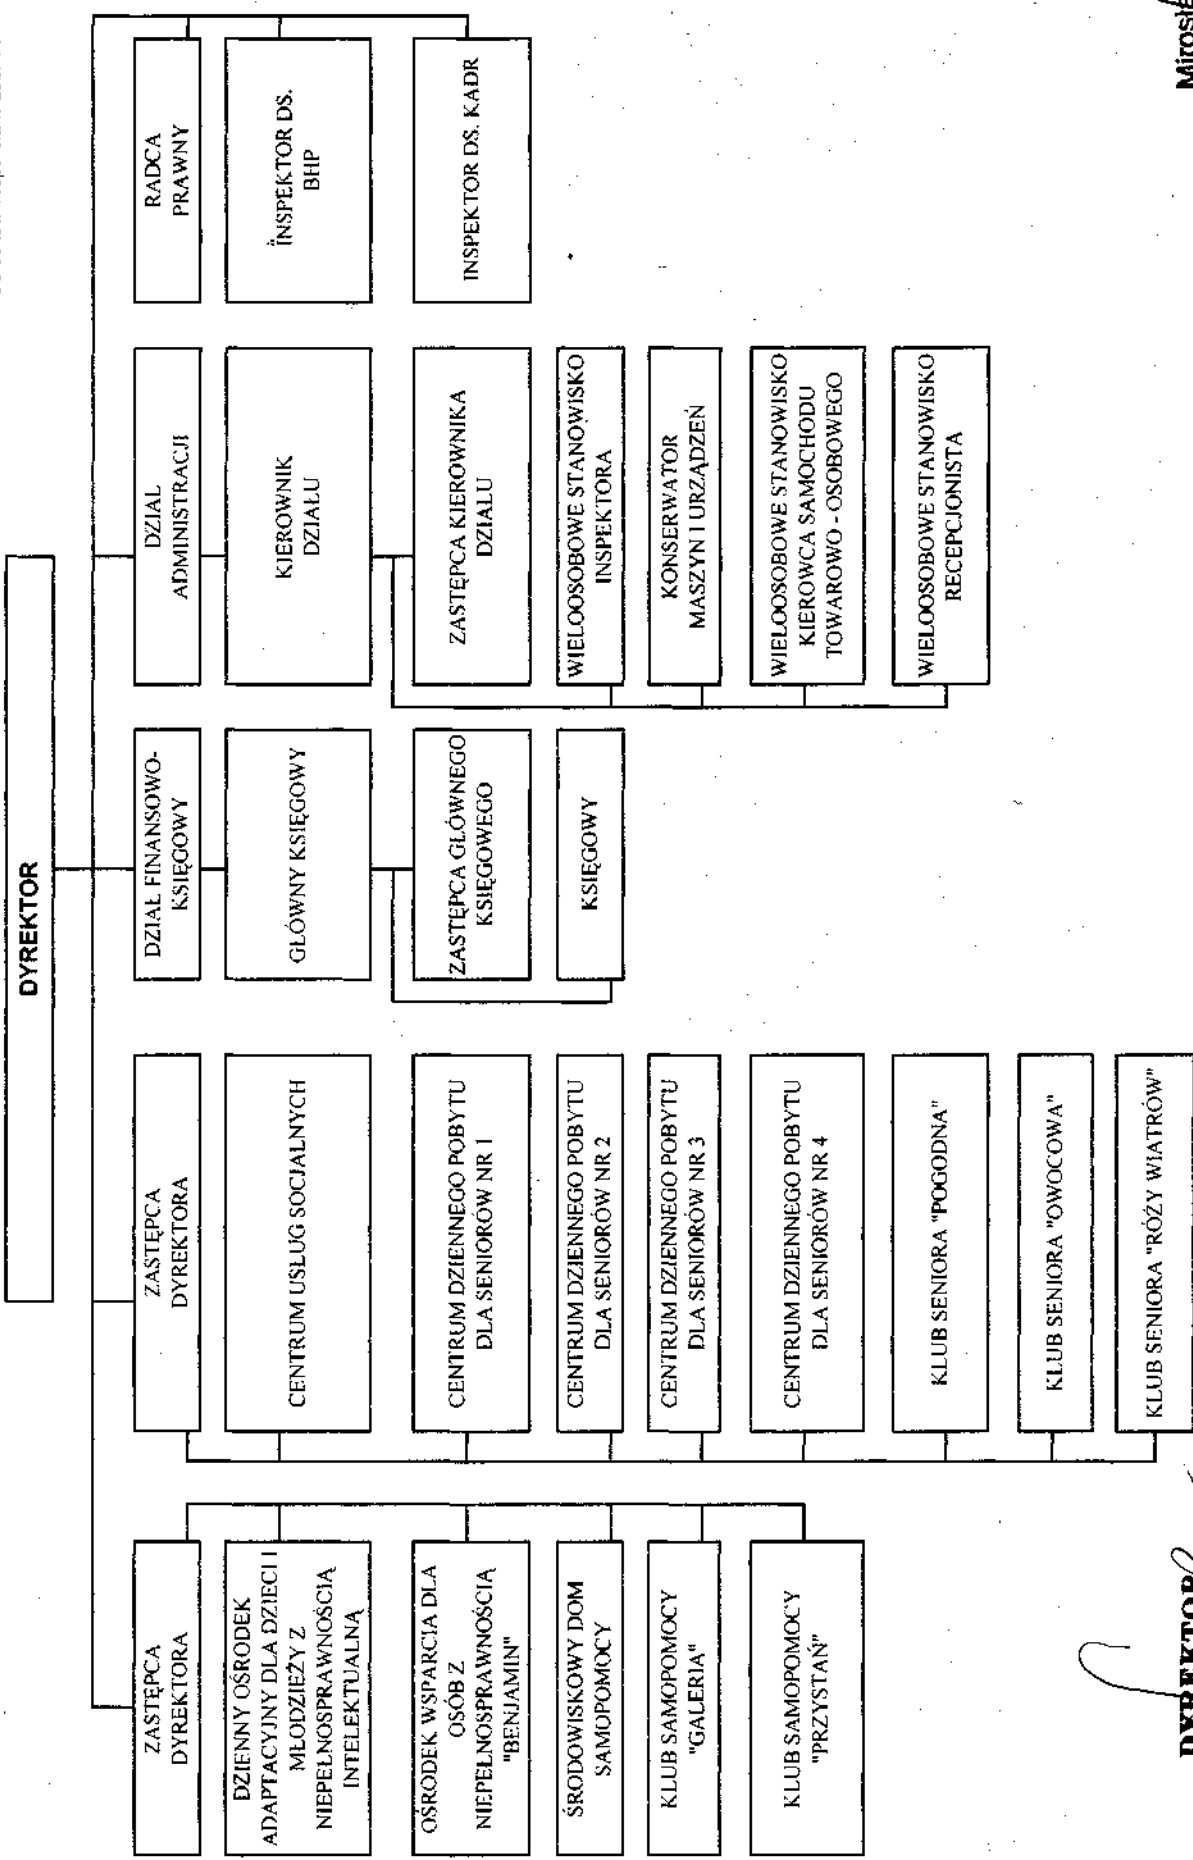 DYREKTOR
ZASTĘPCA
DYREKTORA
DZIENNY OŚRODEK
ADAPTACYJNY DLA DZIECI I
MŁODZIEŻY Z
NIEPEŁNOSPRAWNOŚCIĄ
INTELEKTUALNĄ
OŚRODEK WSPARCIA DLA
OSÓB Z
NIEPEŁNOSPRAWNOŚCIĄ
"BENJAMIN"
ŚRODOWISKOWY DOM
SAMOPOMOCY
KLUB SAMOPOMOCY
"GALERIA"
KLUB SAMOPOMOCY
"PRZYSTAŃ"
ZASTĘPCA
DYREKTORA
CENTRUM USŁUG SOCJALNYCH
CENTRUM DZIENNEGO POBYTU
DLA SENIORÓW NR 1
CENTRUM DZIENNEGO POBYTU
DLA SENIORÓW NR 2
CENTRUM DZIENNEGO POBYTU
DLA SENIORÓW NR 3
CENTRUM DZIENNEGO POBYTU
DLA SENIORÓW NR 4
KLUB SENIORA "POGODNA"
KLUB SENIORA "OWOCOWA"
KLUB SENIORA "RÓŻY WIATRÓW"
DZIAŁ FINANSOWO-
KSIĘGOWY
GŁÓWNY KSIĘGOWY
ZASTĘPCA GŁÓWNEGO
KSIĘGOWEGO
KSIĘGOWY
DZIAŁ
ADMINISTRACJI
KIEROWNIK
DZIAŁU
ZASTĘPCA KIEROWNIKA
DZIAŁU
WIELOOSOBOWE STANOWISKO
INSPEKTORA
KONSERWATOR
MASZYN I URZĄDZEŃ
WIELOOSOBOWE STANOWISKO
KIEROWCA SAMOCHODU
TOWAROWO - OSOBOWEGO
WIELOOSOBOWE STANOWISKO
RECEPCJONISTA
RADCA
PRAWNY
INSPEKTOR DS.
BHP
INSPEKTOR DS. KADR
DYREKTOR